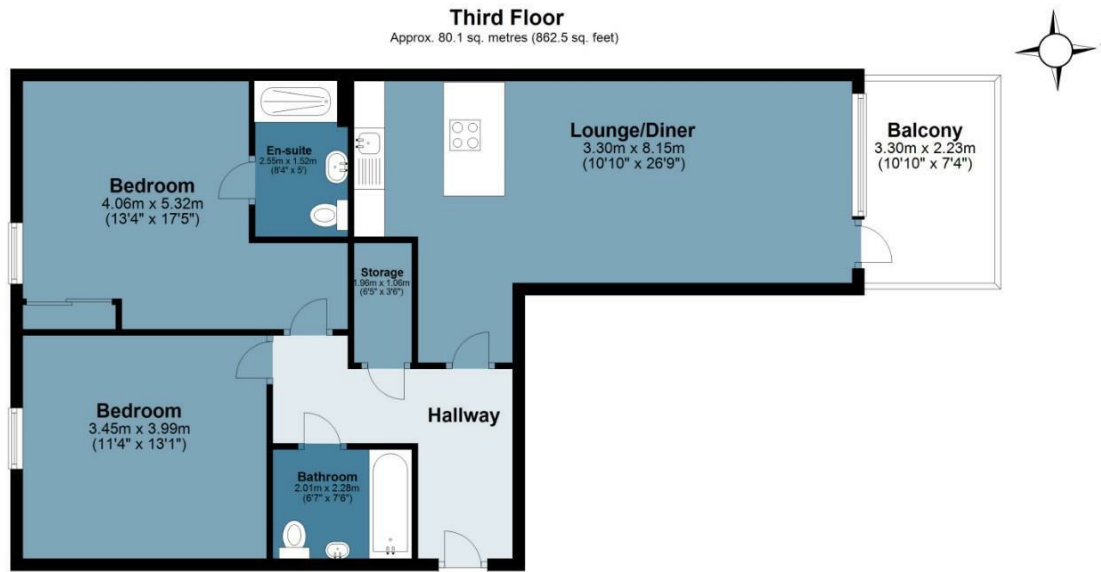 Third Floor
Approx. 80.1 sq. metres (862.5 sq. feet)
En-suite
2.55m x 1.52m
(8'4" x 5')
Lounge/Diner
3.30m x 8.15m
(10'10" x 26'9")
Balcony
3.30m x 2.23m
(10'10" x 7'4")
Bedroom
4.06m x 5.32m
(13'4" x 17'5")
Storage
1.96m x 1.06m
(6'5" x 3'6")
Bedroom
3.45m x 3.99m
(11'4" x 13'1")
Hallway
Bathroom
2.01m x 2.28m
(6'7" x 7'6")